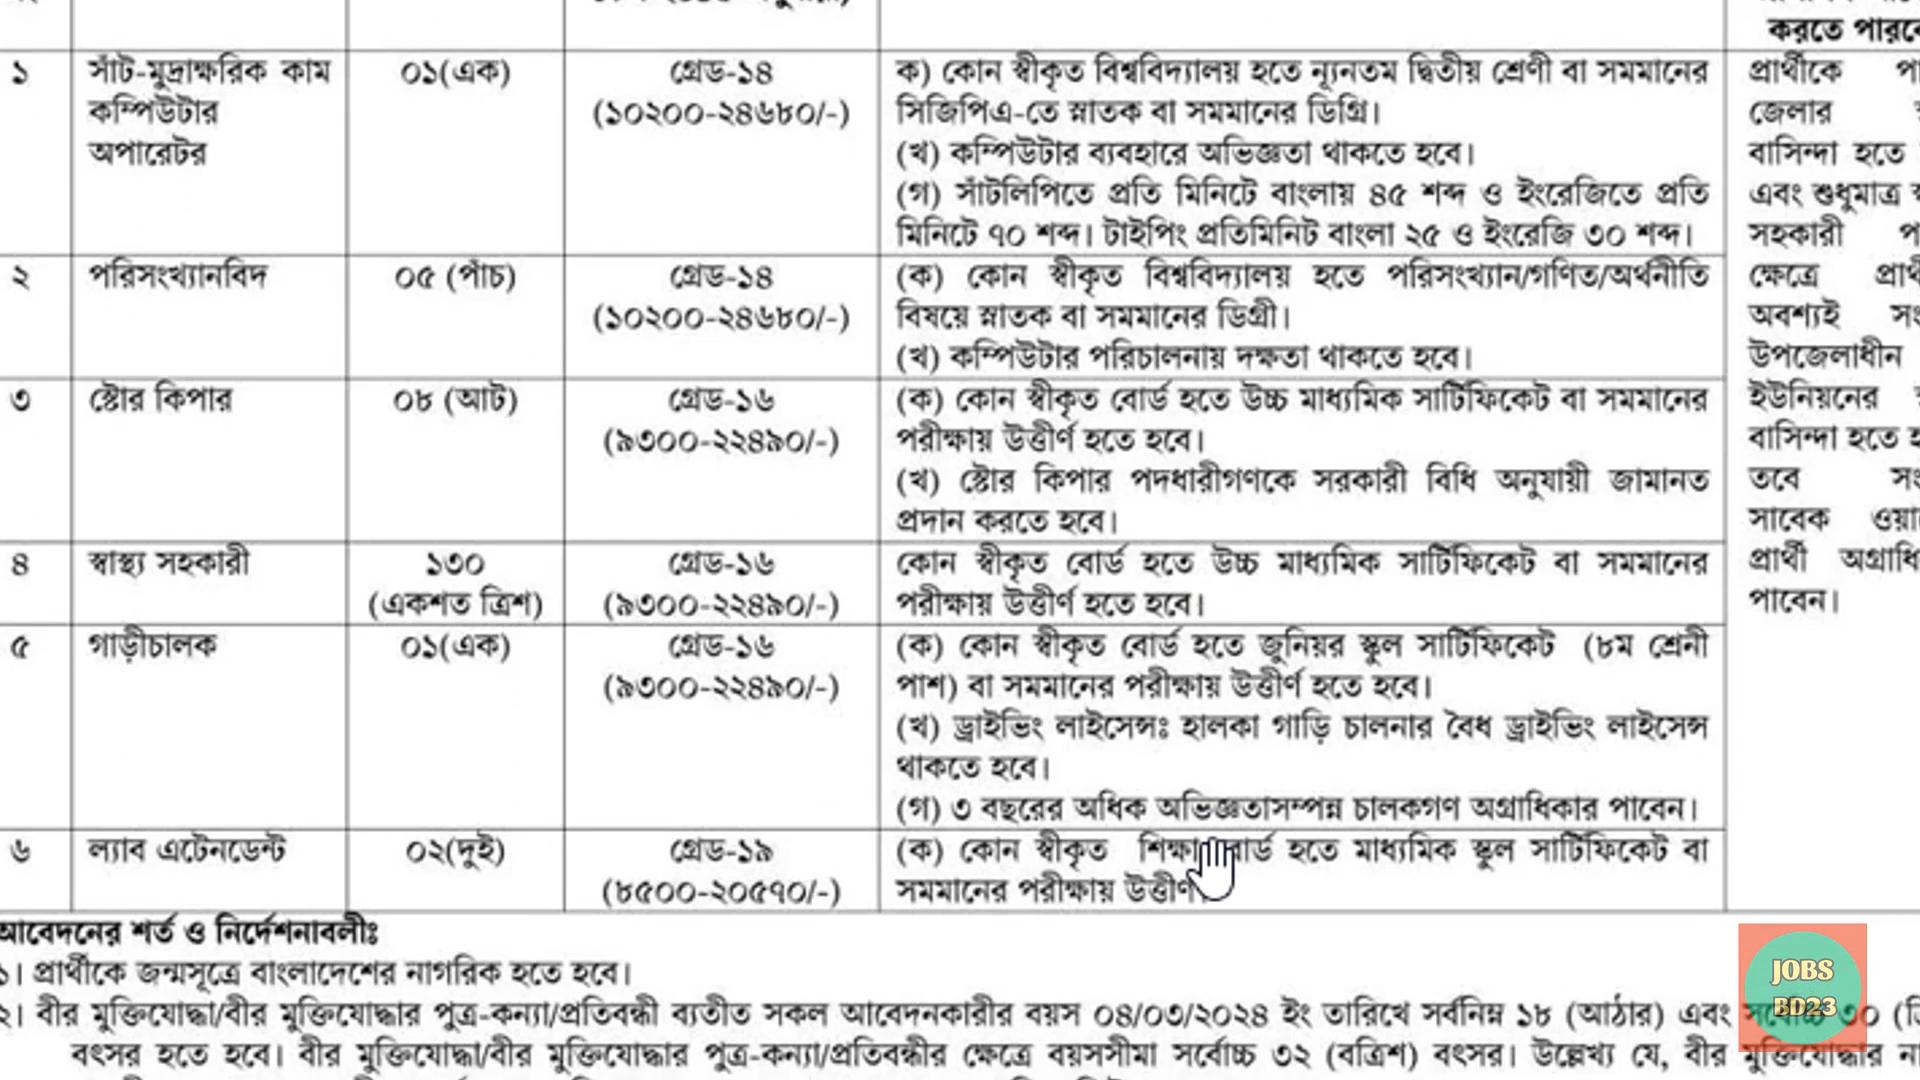 করতে পারবে
১ সাঁট-মুদ্রাক্ষরিক কাম কম্পিউটার অপারেটর ০১(এক) গ্রেড-১৪ (১০২০০-২৪৬৮০/-)
ক) কোন স্বীকৃত বিশ্ববিদ্যালয় হতে ন্যূনতম দ্বিতীয় শ্রেণী বা সমমানের
সিজিপিএ-তে স্নাতক বা সমমানের ডিগ্রি।
(খ) কম্পিউটার ব্যবহারে অভিজ্ঞতা থাকতে হবে।
(গ) সাঁটলিপিতে প্রতি মিনিটে বাংলায় ৪৫ শব্দ ও ইংরেজিতে প্রতি
মিনিটে ৭০ শব্দ। টাইপিং প্রতিমিনিট বাংলা ২৫ ও ইংরেজি ৩০ শব্দ।
২ পরিসংখ্যানবিদ ০৫ (পাঁচ) গ্রেড-১৪ (১০২০০-২৪৬৮০/-)
(ক) কোন স্বীকৃত বিশ্ববিদ্যালয় হতে পরিসংখ্যান/গণিত/অর্থনীতি
বিষয়ে স্নাতক বা সমমানের ডিগ্রী।
(খ) কম্পিউটার পরিচালনায় দক্ষতা থাকতে হবে।
৩ স্টোর কিপার ০৮ (আট) গ্রেড-১৬ (৯৩০০-২২৪৯০/-)
(ক) কোন স্বীকৃত বোর্ড হতে উচ্চ মাধ্যমিক সার্টিফিকেট বা সমমানের
পরীক্ষায় উত্তীর্ণ হতে হবে।
(খ) স্টোর কিপার পদধারীগণকে সরকারী বিধি অনুযায়ী জামানত
প্রদান করতে হবে।
৪ স্বাস্থ্য সহকারী ১৩০ (একশত ত্রিশ) গ্রেড-১৬ (৯৩০০-২২৪৯০/-)
কোন স্বীকৃত বোর্ড হতে উচ্চ মাধ্যমিক সার্টিফিকেট বা সমমানের
পরীক্ষায় উত্তীর্ণ হতে হবে।
৫ গাড়ীচালক ০১(এক) গ্রেড-১৬ (৯৩০০-২২৪৯০/-)
(ক) কোন স্বীকৃত বোর্ড হতে জুনিয়র স্কুল সার্টিফিকেট (৮ম শ্রেনী
পাশ) বা সমমানের পরীক্ষায় উত্তীর্ণ হতে হবে।
(খ) ড্রাইভিং লাইসেন্সঃ হালকা গাড়ি চালনার বৈধ ড্রাইভিং লাইসেন্স
থাকতে হবে।
(গ) ৩ বছরের অধিক অভিজ্ঞতাসম্পন্ন চালকগণ অগ্রাধিকার পাবেন।
৬ ল্যাব এটেনডেন্ট ০২(দুই) গ্রেড-১৯ (৮৫০০-২০৫৭০/-)
(ক) কোন স্বীকৃত শিক্ষা বোর্ড হতে মাধ্যমিক স্কুল সার্টিফিকেট বা
সমমানের পরীক্ষায় উত্তীর্ণ
প্রার্থীকে
জেলার
বাসিন্দা হতে
এবং শুধুমাত্র
সহকারী
ক্ষেত্রে
অবশ্যই
উপজেলাধীন
ইউনিয়নের
বাসিন্দা হতে
তবে
সাবেক
প্রার্থী
পাবেন।
আবেদনের শর্ত ও নির্দেশনাবলীঃ
১। প্রার্থীকে জন্মসূত্রে বাংলাদেশের নাগরিক হতে হবে।
২। বীর মুক্তিযোদ্ধা/বীর মুক্তিযোদ্ধার পুত্র-কন্যা/প্রতিবন্ধী ব্যতীত সকল আবেদনকারীর বয়স ০৪/০৩/২০২৪ ইং তারিখে সর্বনিম্ন ১৮ (আঠার) এবং সর্বোচ্চ ৩০
বৎসর হতে হবে। বীর মুক্তিযোদ্ধা/বীর মুক্তিযোদ্ধার পুত্র-কন্যা/প্রতিবন্ধীর ক্ষেত্রে বয়সসীমা সর্বোচ্চ ৩২ (বত্রিশ) বৎসর। উল্লেখ্য যে, বীর মুক্তিযোদ্ধার
JOBS
BD23